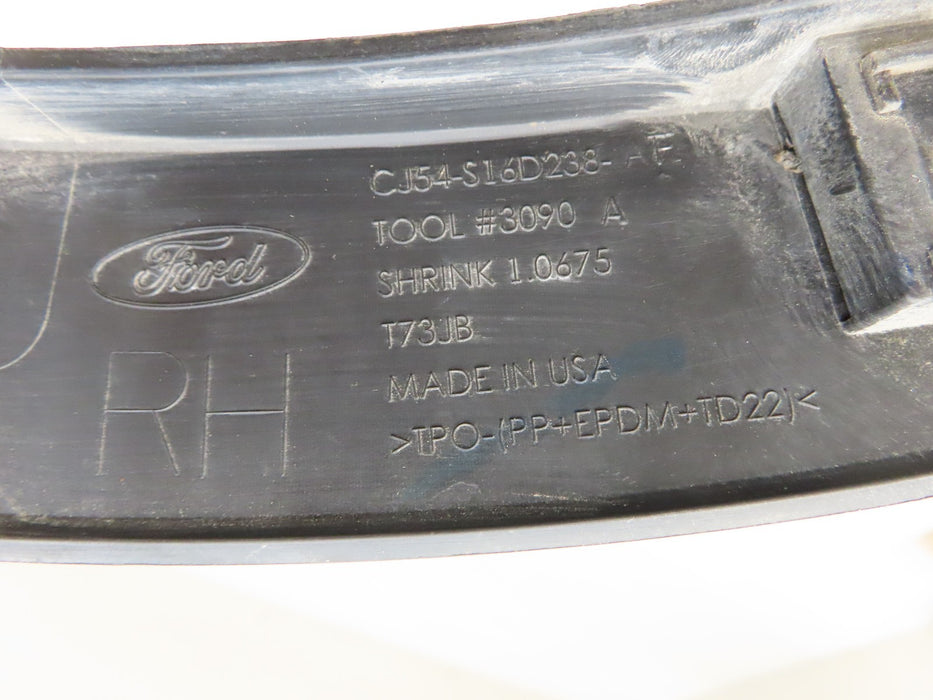 CJ54-S16D238-
TOOL #3090 A
SHRINK 1.0675
T73JB
MADE IN USA
>TPO-(PP+EPDM+TD22)<
Ford
RH